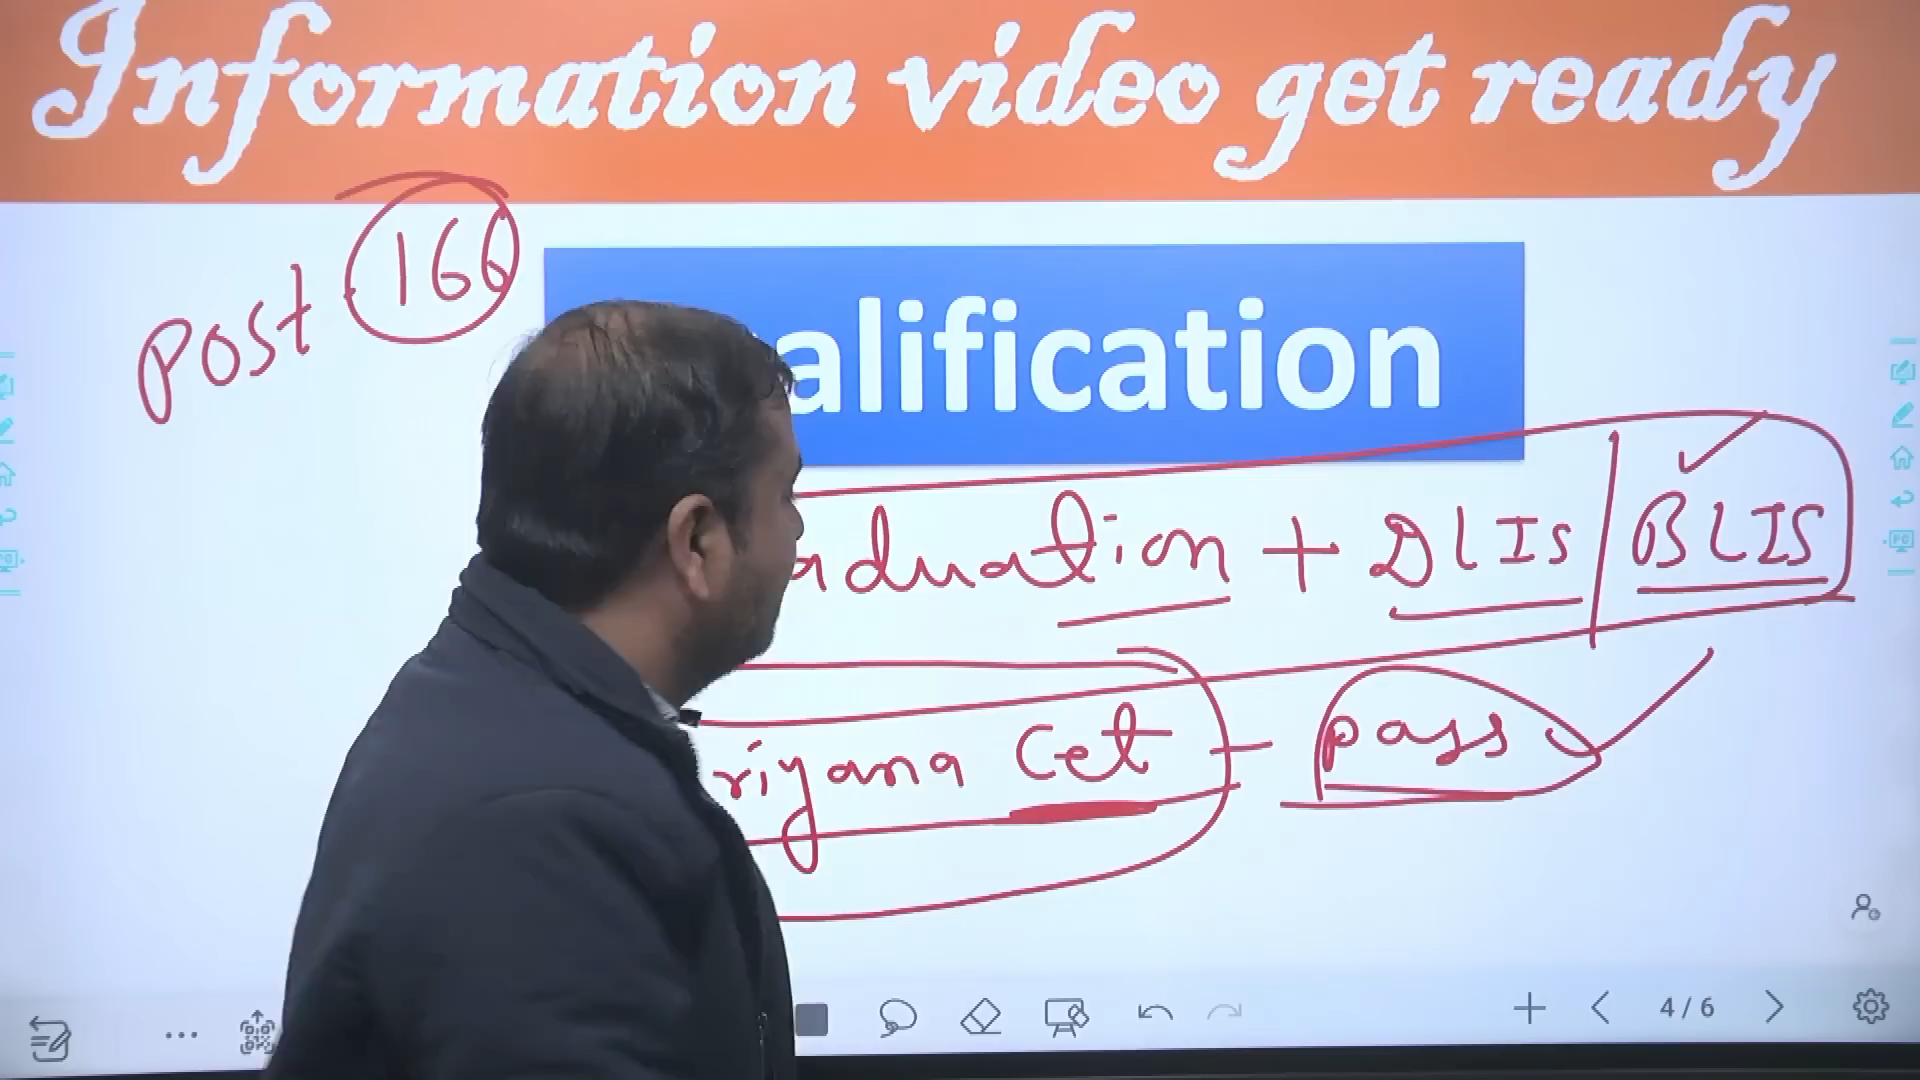 Information video get ready
Post 166
alification
aduation + DLIS / BLIS
riyana Cet - pass
4 / 6